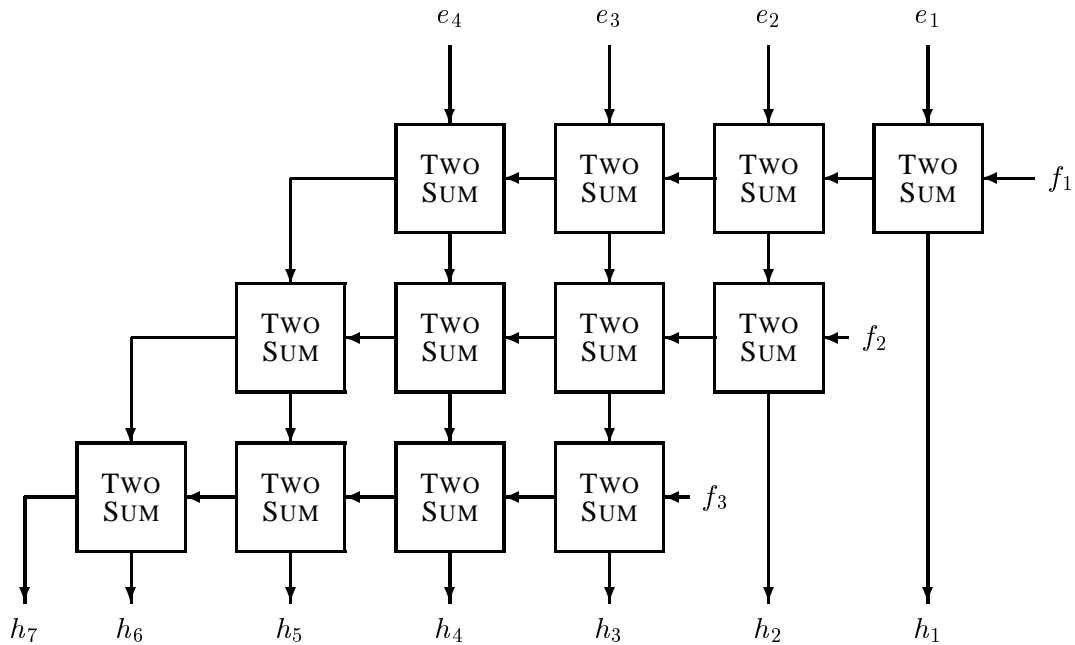 e4 e3 e2 e1
TWO TWO TWO TWO
SUM SUM SUM SUM
f1
TWO TWO TWO TWO
SUM SUM SUM SUM
f2
TWO TWO TWO TWO
SUM SUM SUM SUM
f3
h7 h6 h5 h4 h3 h2 h1